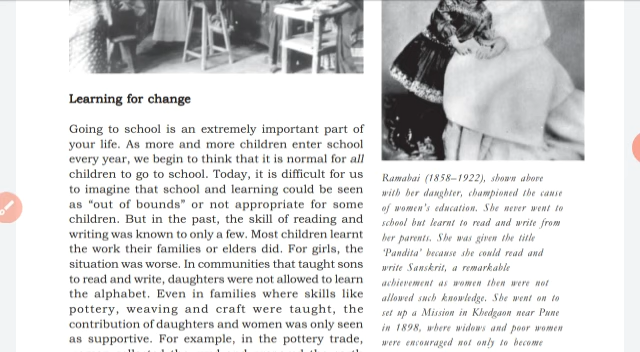 Learning for change
Going to school is an extremely important part of
your life. As more and more children enter school
every year, we begin to think that it is normal for all
children to go to school. Today, it is difficult for us
to imagine that school and learning could be seen
as “out of bounds” or not appropriate for some
children. But in the past, the skill of reading and
writing was known to only a few. Most children learnt
the work their families or elders did. For girls, the
situation was worse. In communities that taught sons
to read and write, daughters were not allowed to learn
the alphabet. Even in families where skills like
pottery, weaving and craft were taught, the
contribution of daughters and women was only seen
as supportive. For example, in the pottery trade,
Ramabai (1858–1922), shown above
with her daughter, championed the cause
of women’s education. She never went to
school but learnt to read and write from
her parents. She was given the title
‘Pandita’ because she could read and
write Sanskrit, a remarkable
achievement as women then were not
allowed such knowledge. She went on to
set up a Mission in Khedgaon near Pune
in 1898, where widows and poor women
were encouraged not only to become